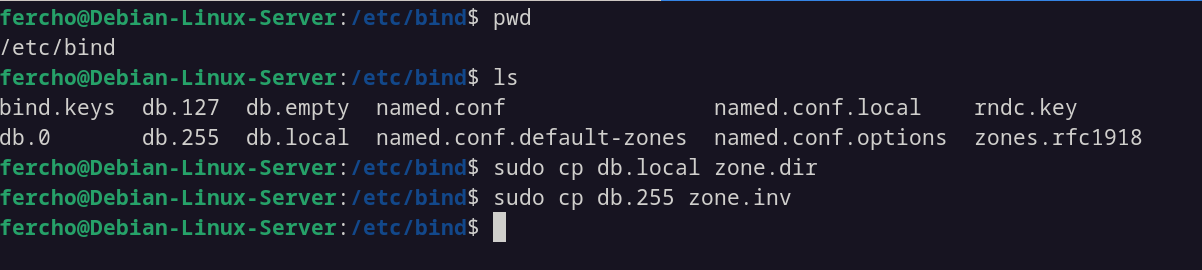 fercho@Debian-Linux-Server:/etc/bind$ pwd
/etc/bind
fercho@Debian-Linux-Server:/etc/bind$ ls
bind.keys  db.127  db.empty  named.conf                named.conf.local    rndc.key
db.0       db.255  db.local  named.conf.default-zones  named.conf.options  zones.rfc1918
fercho@Debian-Linux-Server:/etc/bind$ sudo cp db.local zone.dir
fercho@Debian-Linux-Server:/etc/bind$ sudo cp db.255 zone.inv
fercho@Debian-Linux-Server:/etc/bind$